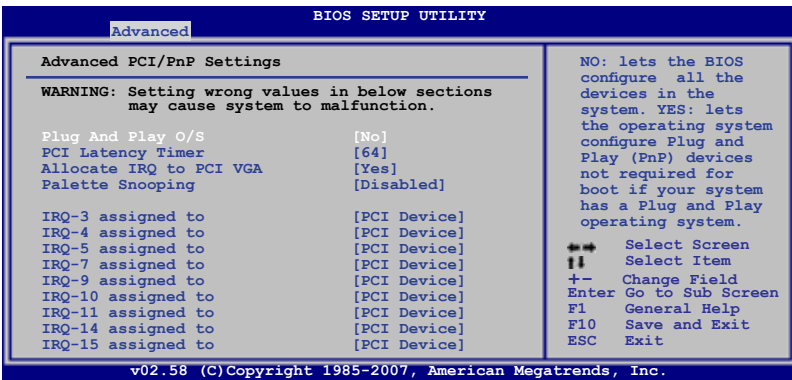 BIOS SETUP UTILITY
Advanced
Advanced PCI/PnP Settings
WARNING: Setting wrong values in below sections
may cause system to malfunction.
Plug And Play O/S [No]
PCI Latency Timer [64]
Allocate IRQ to PCI VGA [Yes]
Palette Snooping [Disabled]
IRQ-3 assigned to [PCI Device]
IRQ-4 assigned to [PCI Device]
IRQ-5 assigned to [PCI Device]
IRQ-7 assigned to [PCI Device]
IRQ-9 assigned to [PCI Device]
IRQ-10 assigned to [PCI Device]
IRQ-11 assigned to [PCI Device]
IRQ-14 assigned to [PCI Device]
IRQ-15 assigned to [PCI Device]
NO: lets the BIOS
configure all the
devices in the
system. YES: lets
the operating system
configure Plug and
Play (PnP) devices
not required for
boot if your system
has a Plug and Play
operating system.
←→ Select Screen
↑↓ Select Item
+- Change Field
Enter Go to Sub Screen
F1 General Help
F10 Save and Exit
ESC Exit
v02.58 (C)Copyright 1985-2007, American Megatrends, Inc.